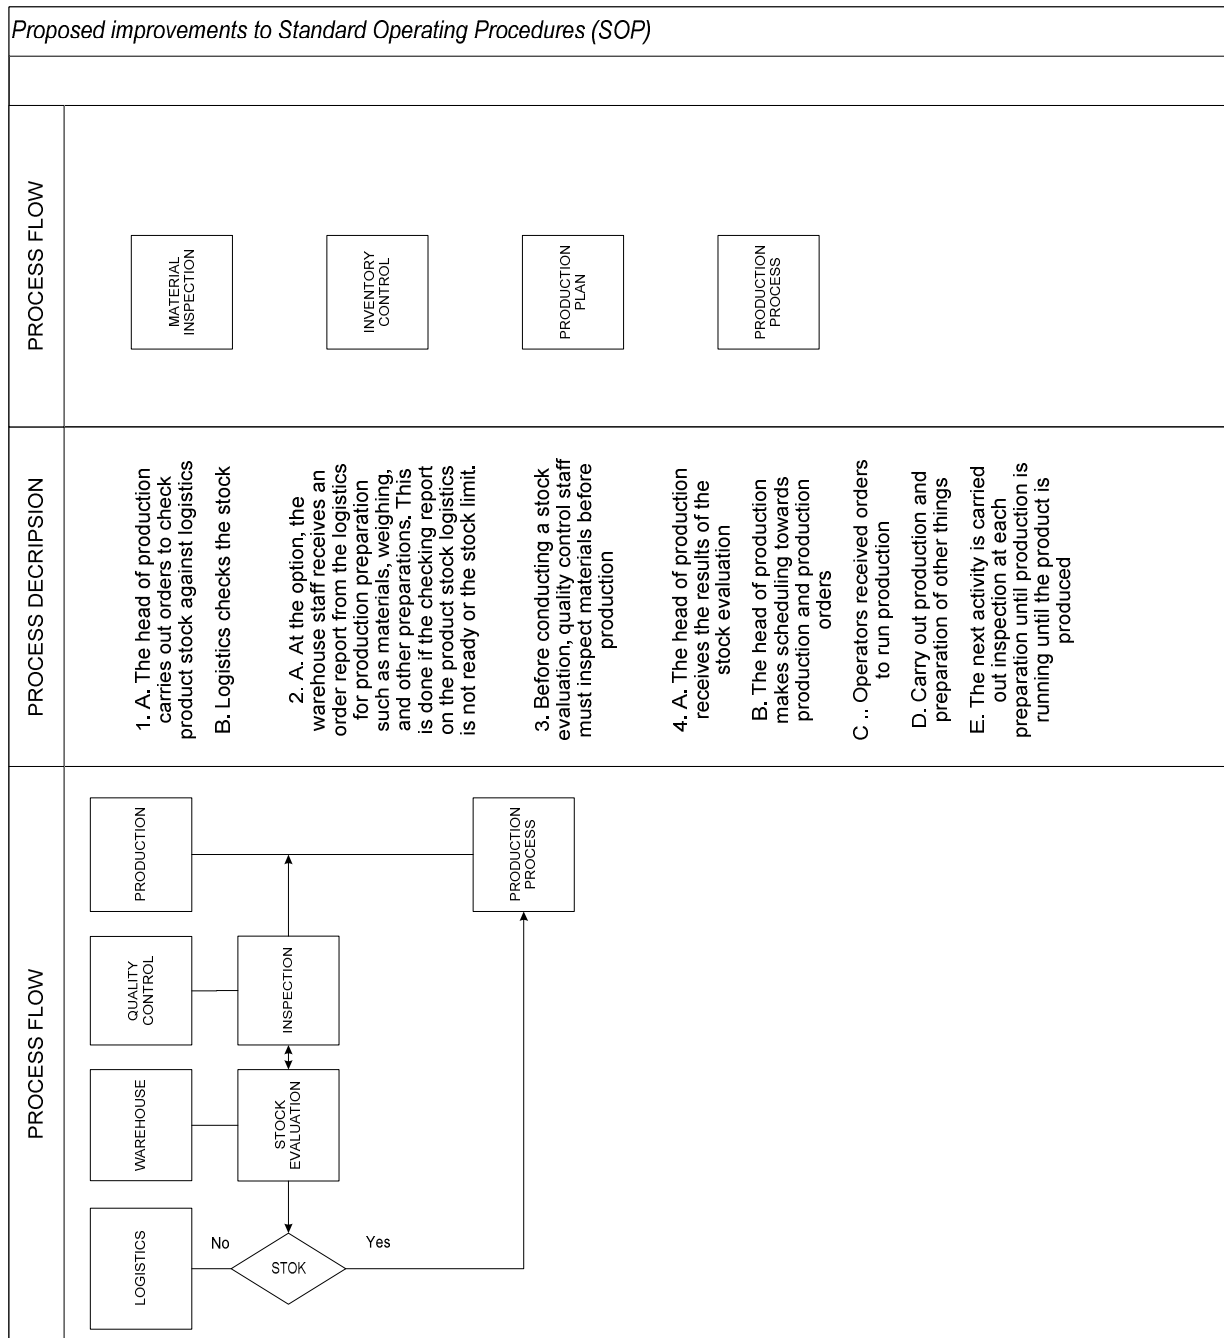 Proposed improvements to Standard Operating Procedures (SOP)
PROCESS FLOW
LOGISTICS
WAREHOUSE
QUALITY
CONTROL
PRODUCTION
No
STOK
Yes
STOCK
EVALUATION
INSPECTION
PRODUCTION
PROCESS
PROCESS DECRIPSION
1. A. The head of production
carries out orders to check
product stock against logistics
B. Logistics checks the stock
2. A. At the option, the
warehouse staff receives an
order report from the logistics
for production preparation
such as materials, weighing,
and other preparations. This
is done if the checking report
on the product stock logistics
is not ready or the stock limit.
3. Before conducting a stock
evaluation, quality control staff
must inspect materials before
production
4. A. The head of production
receives the results of the
stock evaluation
B. The head of production
makes scheduling towards
production and production
orders
C .. Operators received orders
to run production
D. Carry out production and
preparation of other things
E. The next activity is carried
out inspection at each
preparation until production is
running until the product is
produced
PROCESS FLOW
MATERIAL
INSPECTION
INVENTORY
CONTROL
PRODUCTION
PLAN
PRODUCTION
PROCESS